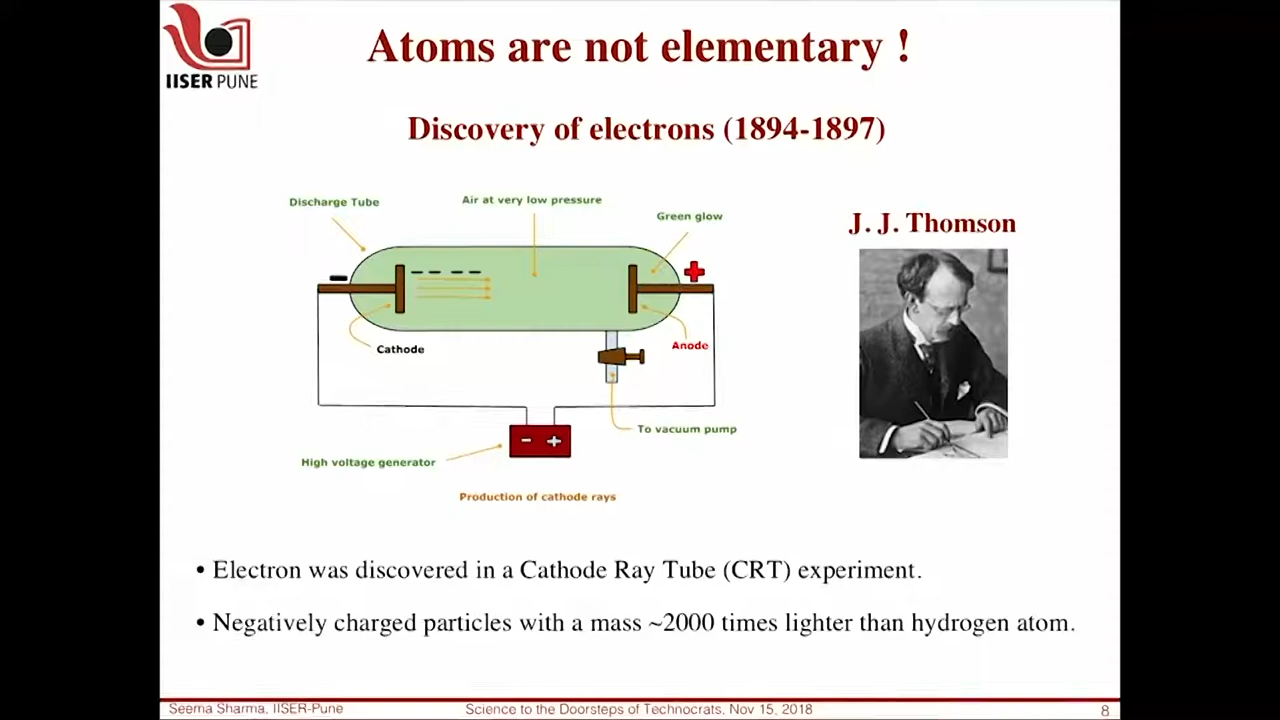 IISER PUNE
Atoms are not elementary !
Discovery of electrons (1894-1897)
Discharge Tube
Air at very low pressure
Green glow
J. J. Thomson
Cathode
Anode
To vacuum pump
High voltage generator
Production of cathode rays
• Electron was discovered in a Cathode Ray Tube (CRT) experiment.
• Negatively charged particles with a mass ~2000 times lighter than hydrogen atom.
Seema Sharma, IISER-Pune
Science to the Doorsteps of Technocrats, Nov 15, 2018
8